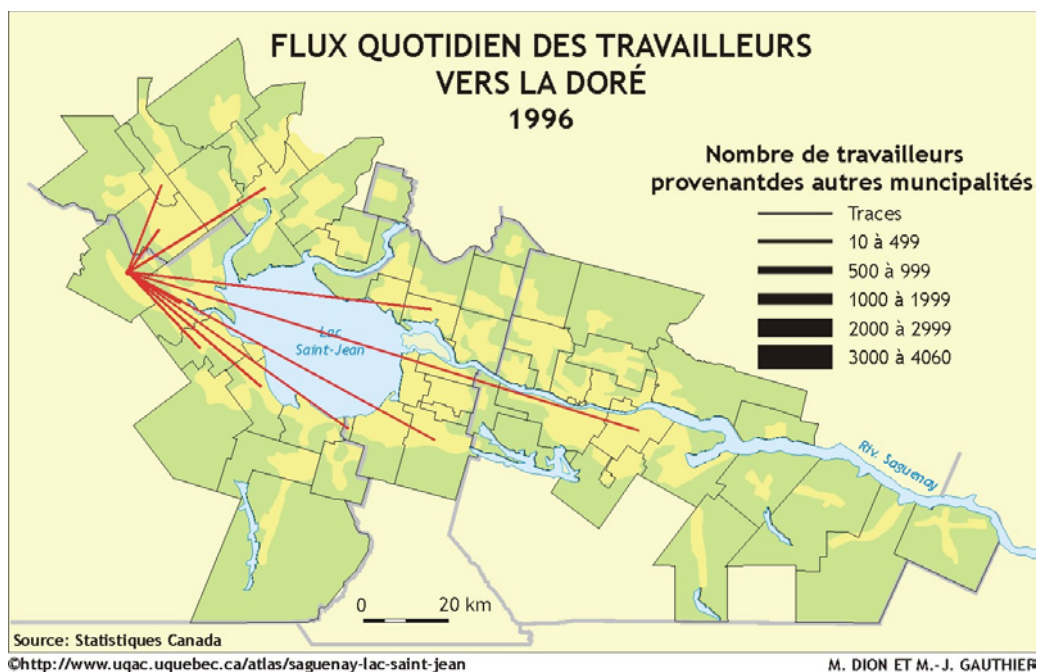 FLUX QUOTIDIEN DES TRAVAILLEURS
VERS LA DORÉ
1996
Nombre de travailleurs
provenantdes autres muncipalités
Traces
10 à 499
500 à 999
1000 à 1999
2000 à 2999
3000 à 4060
Lac
Saint-Jean
Riv. Saguenay
0 20 km
Source: Statistiques Canada
©http://www.uqac.uquebec.ca/atlas/saguenay-lac-saint-jean
M. DION ET M.-J. GAUTHIER